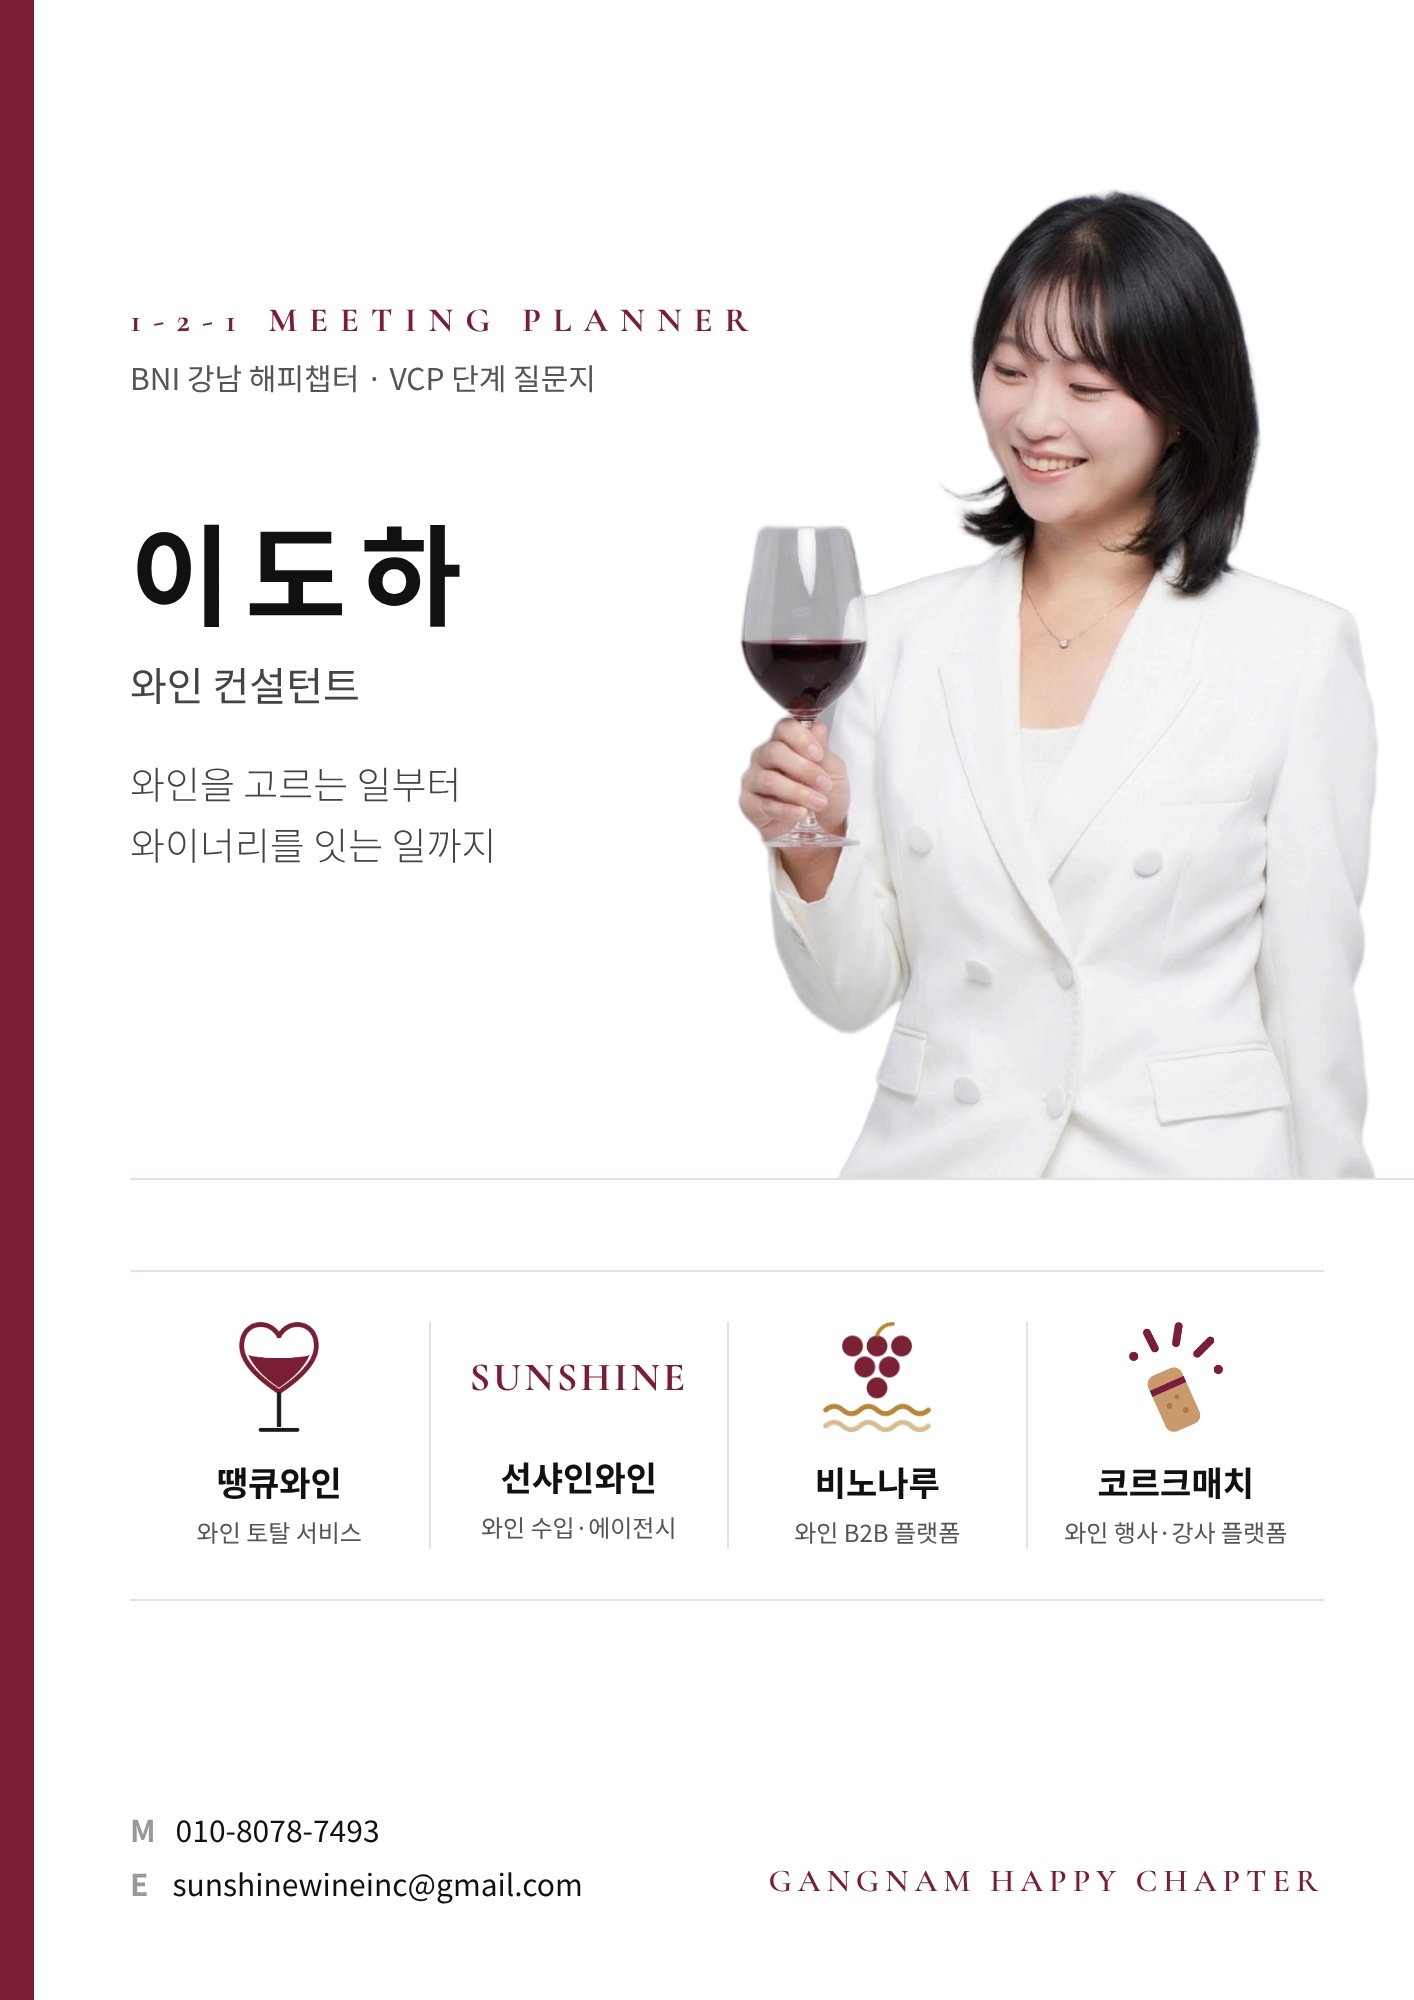 1-2-1 MEETING PLANNER
BNI 강남 해피챕터 · VCP 단계 질문지
이도하
와인 컨설턴트
와인을 고르는 일부터
와이너리를 잇는 일까지
SUNSHINE
땡큐와인
와인 토탈 서비스
선샤인와인
와인 수입·에이전시
비노나루
와인 B2B 플랫폼
코르크매치
와인 행사·강사 플랫폼
M 010-8078-7493
E sunshinewineinc@gmail.com
GANGNAM HAPPY CHAPTER